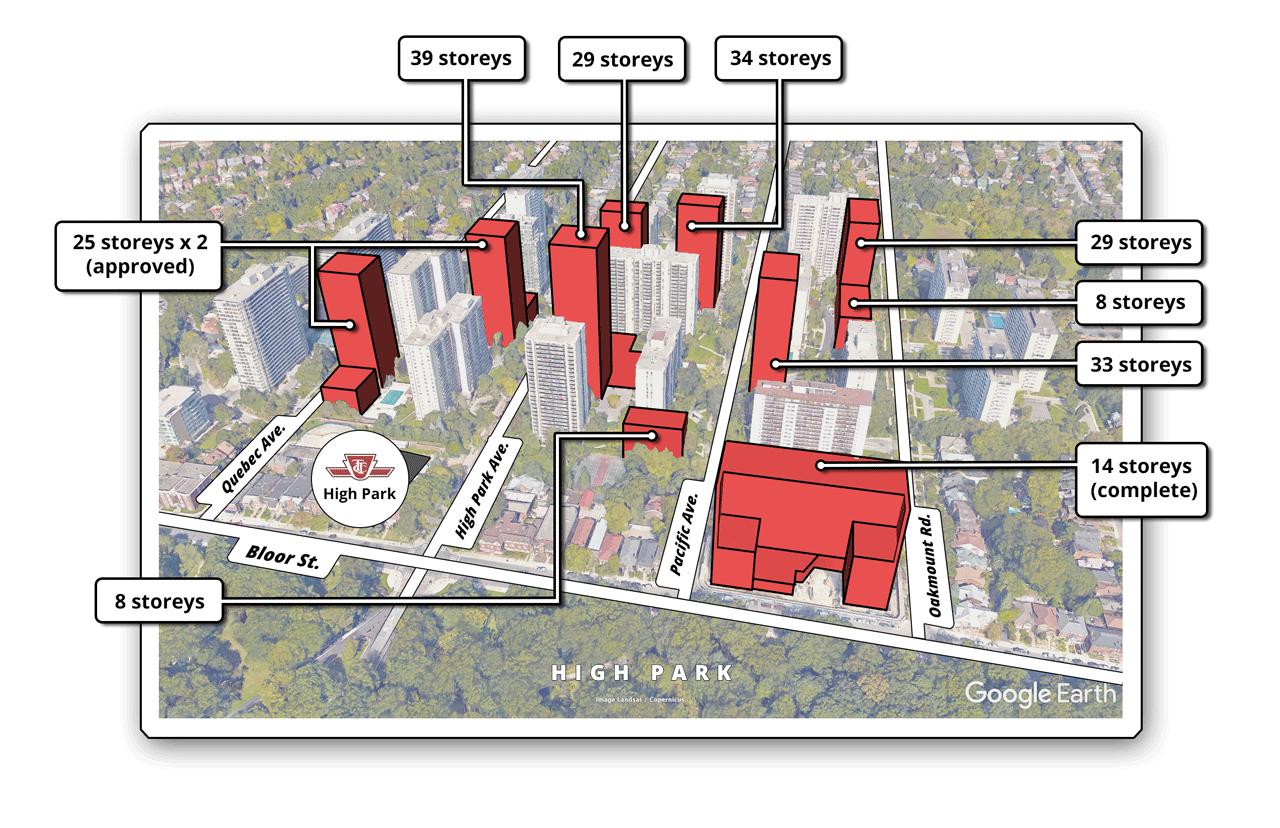 39 storeys
29 storeys
34 storeys
25 storeys x 2
(approved)
29 storeys
8 storeys
33 storeys
14 storeys
(complete)
Quebec Ave.
High Park Ave.
Pacific Ave.
Oakmount Rd.
TTC
High Park
Bloor St.
8 storeys
HIGH PARK
Image Landsat / Copernicus
Google Earth